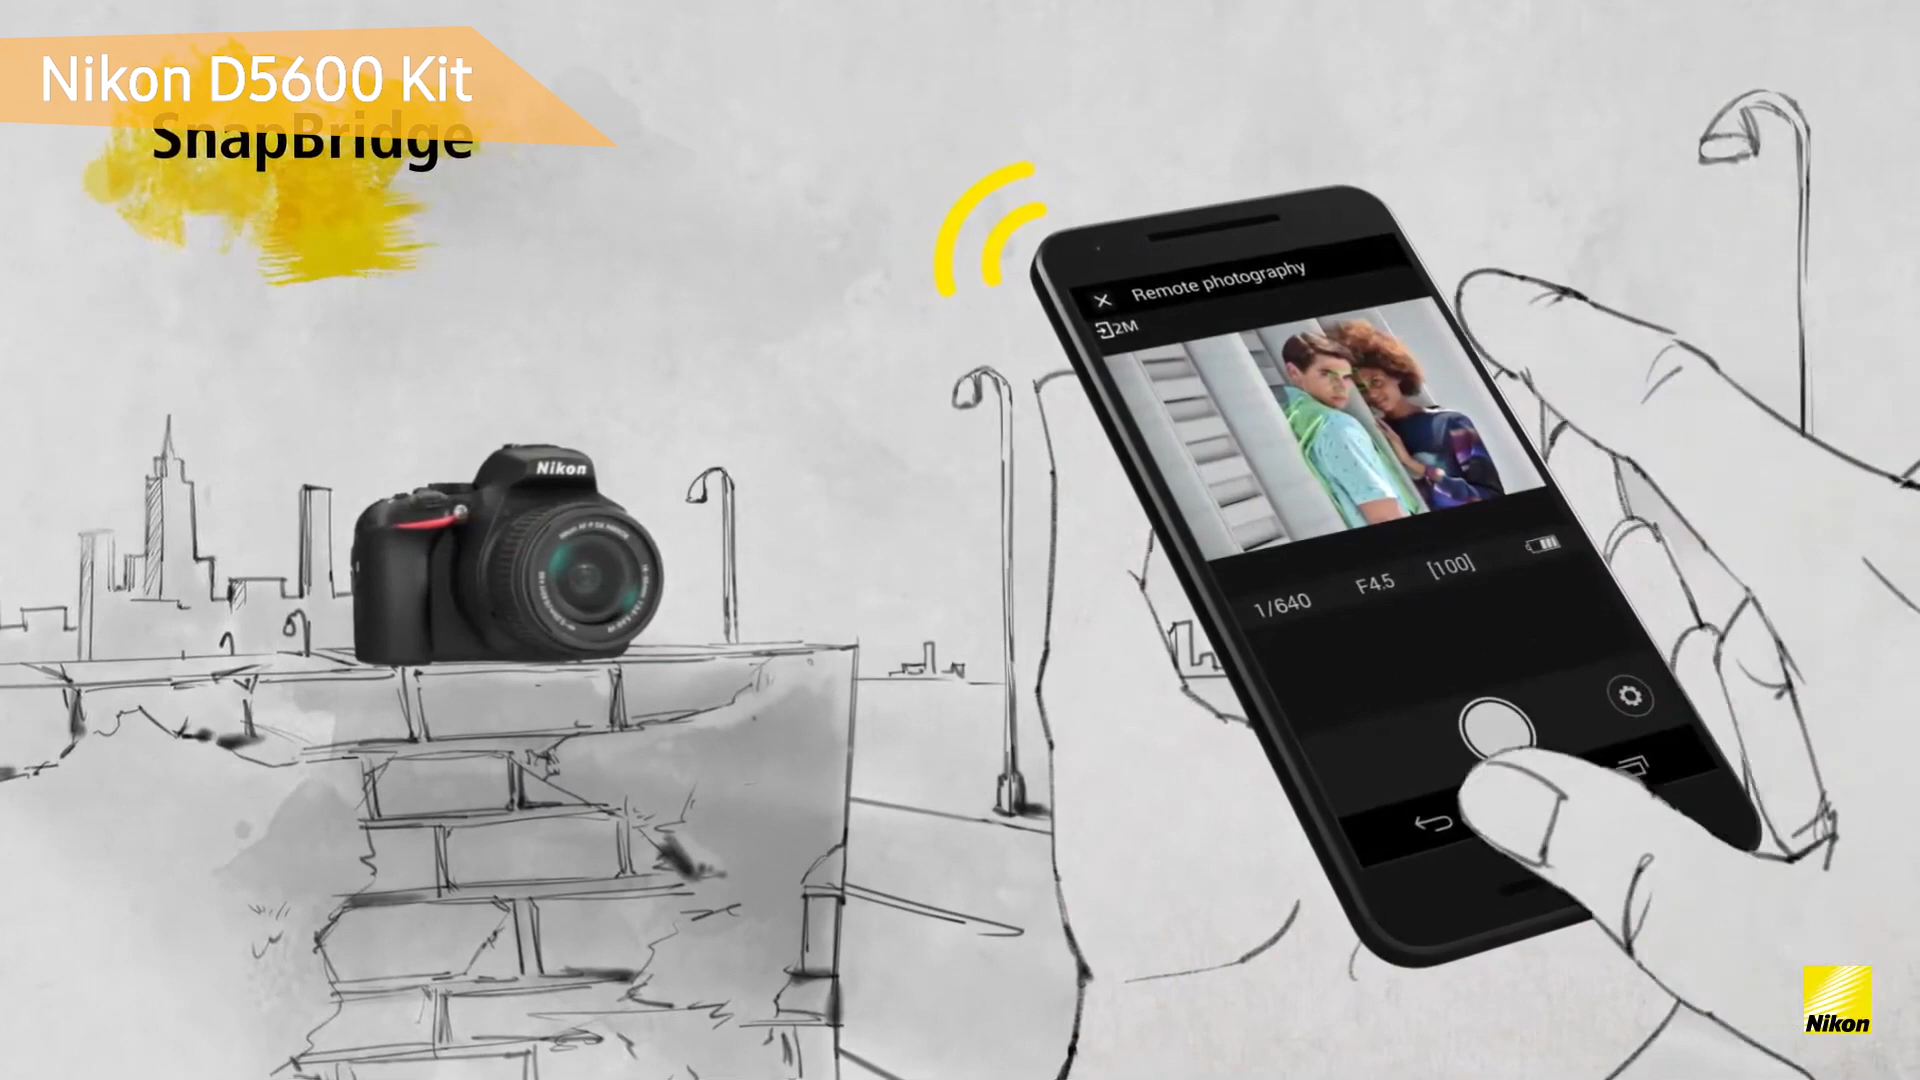 Nikon D5600 Kit
SnapBridge
Nikon
Remote photography
2M
1/640
F4.5
[100]
Nikon